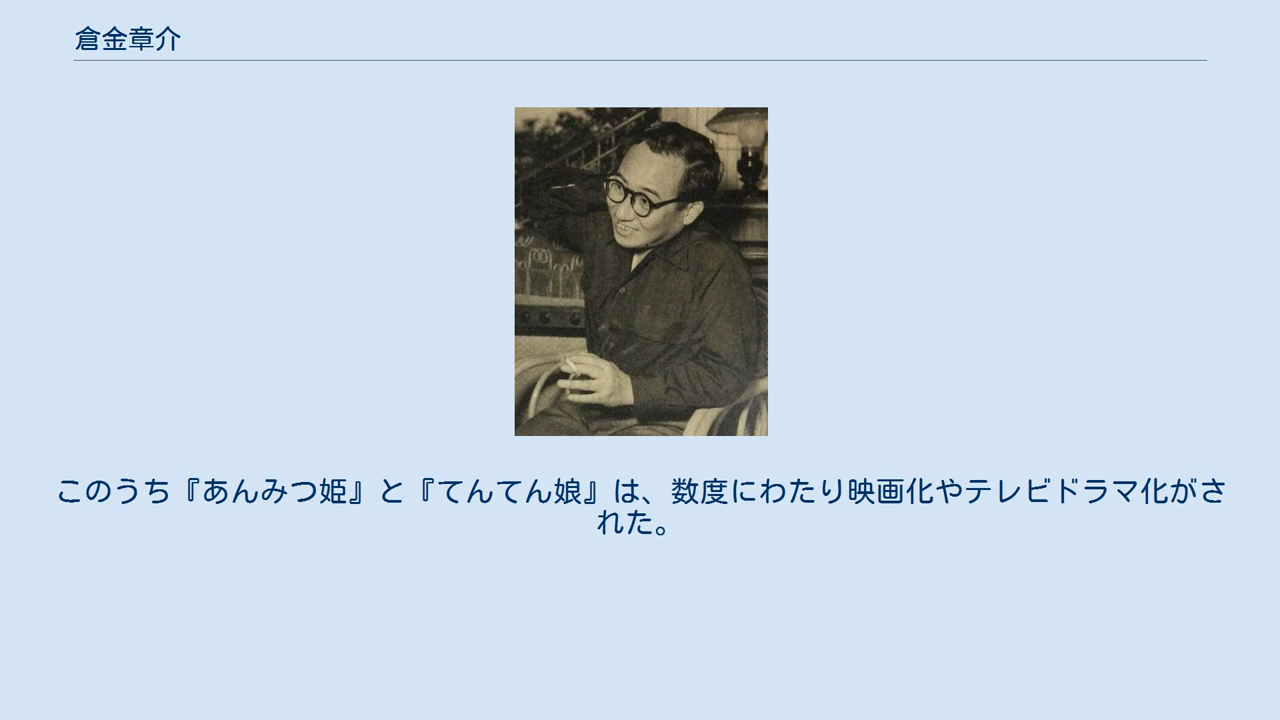 倉金章介
このうち『あんみつ姫』と『てんてん娘』は、数度にわたり映画化やテレビドラマ化がさ
れた。